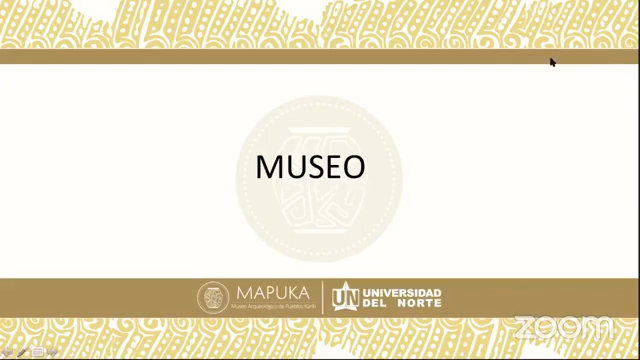 MUSEO
MAPUKA
Museo Arqueológico de Pueblos Karib
UN
UNIVERSIDAD
DEL NORTE
zoom